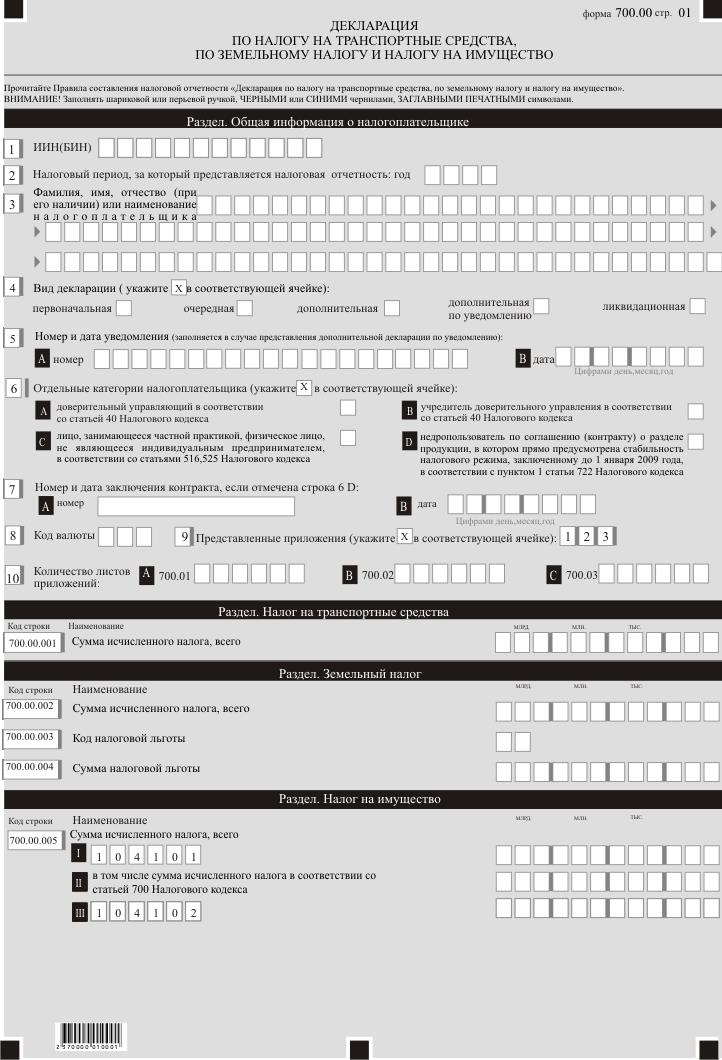 форма 700.00 стр. 01
ДЕКЛАРАЦИЯ
ПО НАЛОГУ НА ТРАНСПОРТНЫЕ СРЕДСТВА,
ПО ЗЕМЕЛЬНОМУ НАЛОГУ И НАЛОГУ НА ИМУЩЕСТВО
Прочитайте Правила составления налоговой отчетности «Декларация по налогу на транспортные средства, по земельному налогу и налогу на имущество».
ВНИМАНИЕ! Заполнять шариковой или перьевой ручкой, ЧЕРНЫМИ или СИНИМИ чернилами, ЗАГЛАВНЫМИ ПЕЧАТНЫМИ символами.
Раздел. Общая информация о налогоплательщике
1 ИИН(БИН)
2 Налоговый период, за который представляется налоговая отчетность: год
3 Фамилия, имя, отчество (при
его наличии) или наименование
налогоплательщика
4 Вид декларации ( укажите X в соответствующей ячейке):
первоначальная очередная дополнительная дополнительная
по уведомлению ликвидационная
5 Номер и дата уведомления (заполняется в случае представления дополнительной декларации по уведомлению):
A номер B дата
Цифрами день,месяц,год
6 Отдельные категории налогоплательщика (укажите X в соответствующей ячейке):
A доверительный управляющий в соответствии
со статьей 40 Налогового кодекса
B учредитель доверительного управления в соответствии
со статьей 40 Налогового кодекса
C лицо, занимающееся частной практикой, физическое лицо,
не являющееся индивидуальным предпринимателем,
в соответствии со статьями 516,525 Налогового кодекса
D недропользователь по соглашению (контракту) о разделе
продукции, в котором прямо предусмотрена стабильность
налогового режима, заключенному до 1 января 2009 года,
в соответствии с пунктом 1 статьи 722 Налогового кодекса
7 Номер и дата заключения контракта, если отмечена строка 6 D:
A номер B дата
Цифрами день,месяц,год
8 Код валюты 9 Представленные приложения (укажите X в соответствующей ячейке): 1 2 3
10 Количество листов
приложений:
A 700.01 B 700.02 C 700.03
Раздел. Налог на транспортные средства
Код строки Наименование млрд. млн. тыс.
700.00.001 Сумма исчисленного налога, всего
Раздел. Земельный налог
Код строки Наименование млрд. млн. тыс.
700.00.002 Сумма исчисленного налога, всего
700.00.003 Код налоговой льготы
700.00.004 Сумма налоговой льготы
Раздел. Налог на имущество
Код строки Наименование млрд. млн. тыс.
700.00.005 Сумма исчисленного налога, всего
I 1 0 4 1 0 1
II в том числе сумма исчисленного налога в соответствии со
статьей 700 Налогового кодекса
III 1 0 4 1 0 2
2 570000 010001